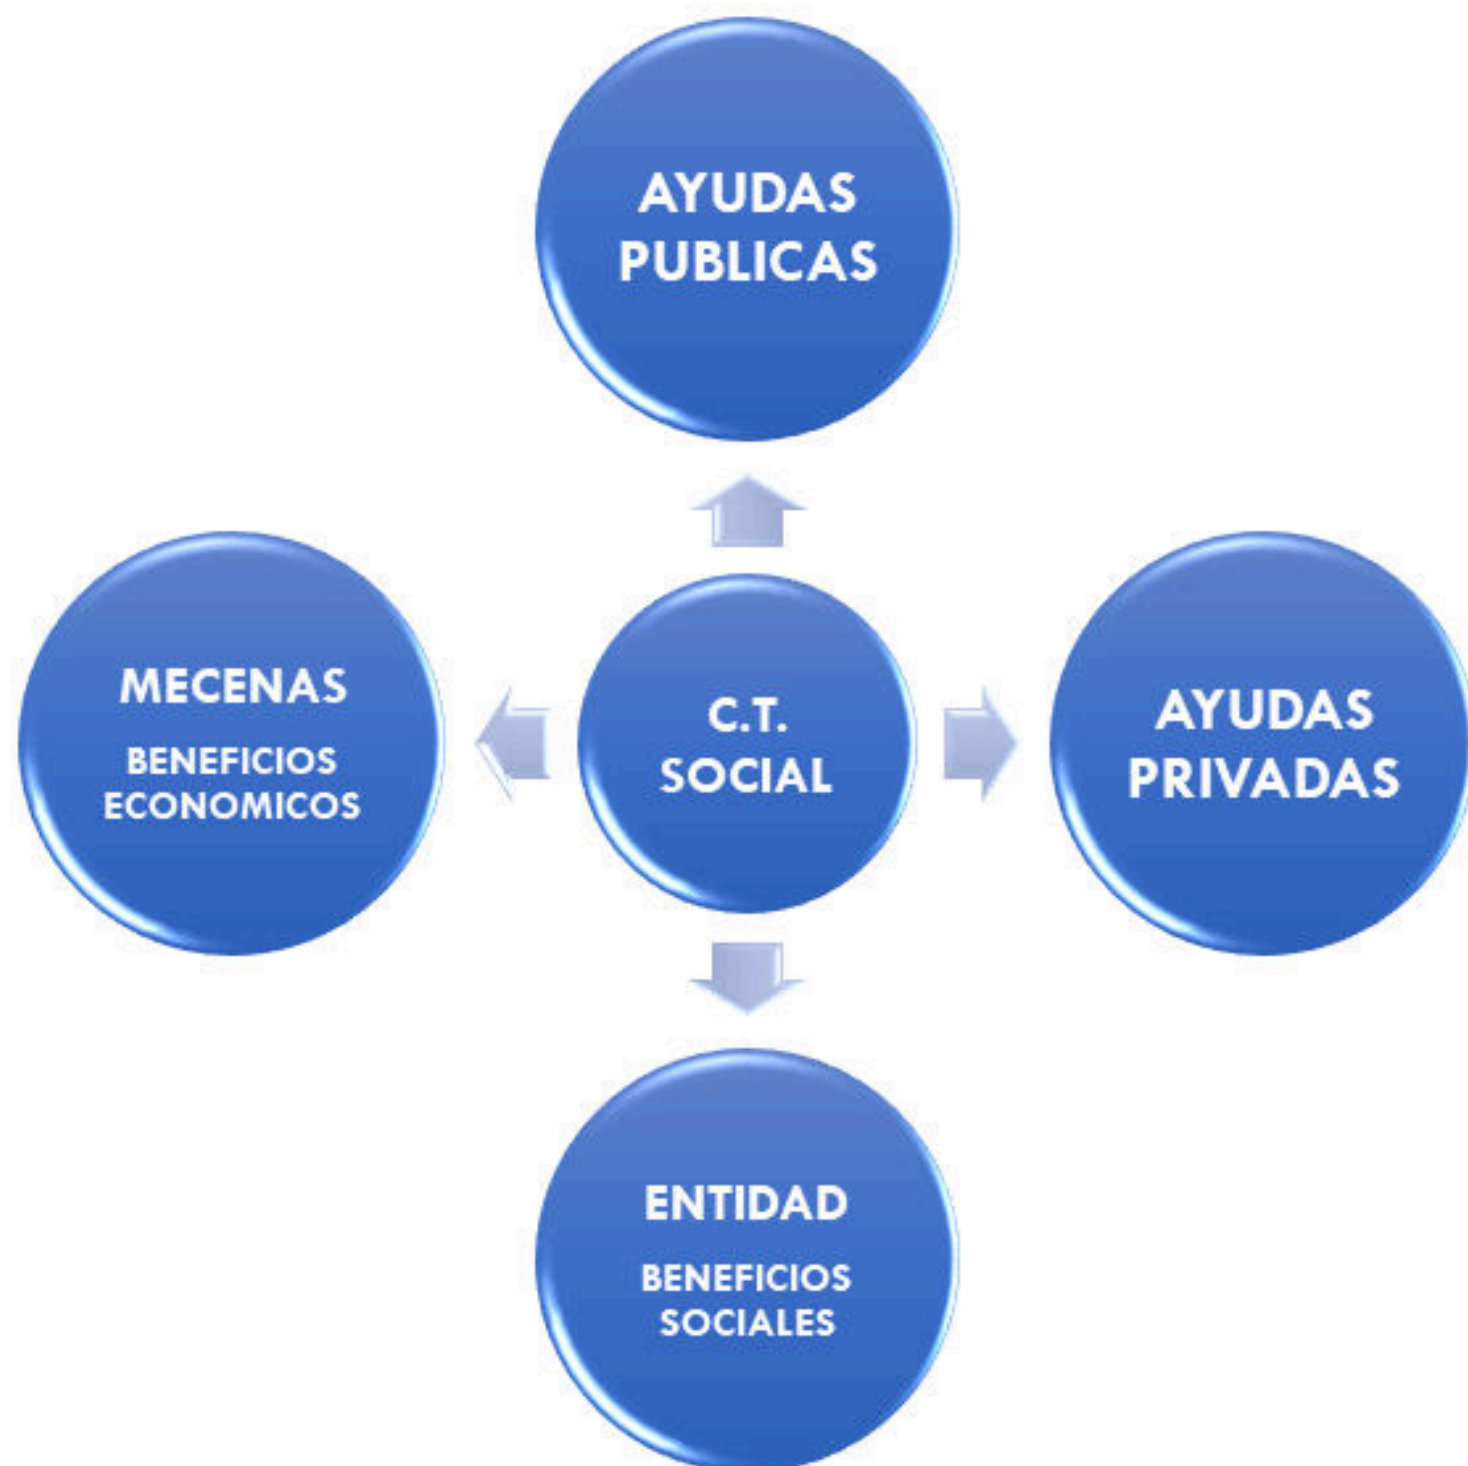 AYUDAS
PUBLICAS
MECENAS
BENEFICIOS
ECONOMICOS
C.T.
SOCIAL
AYUDAS
PRIVADAS
ENTIDAD
BENEFICIOS
SOCIALES